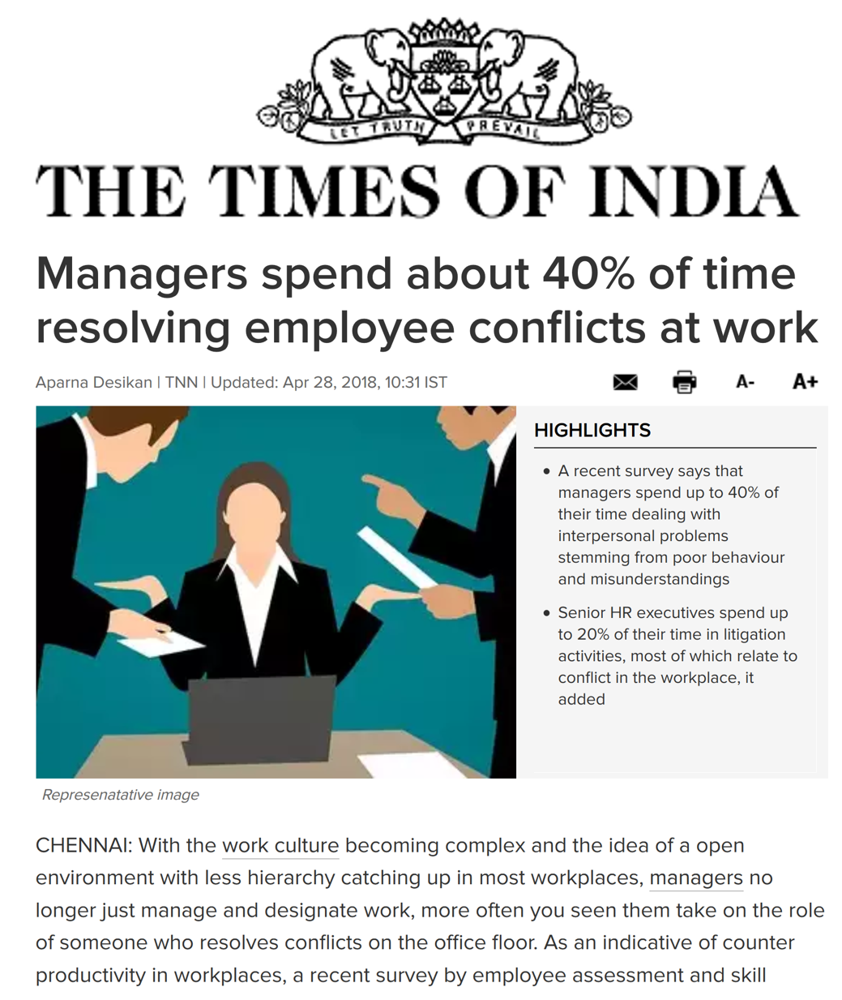 LET TRUTH PREVAIL
THE TIMES OF INDIA
Managers spend about 40% of time
resolving employee conflicts at work
Aparna Desikan | TNN | Updated: Apr 28, 2018, 10:31 IST
A-
A+
HIGHLIGHTS
• A recent survey says that
managers spend up to 40% of
their time dealing with
interpersonal problems
stemming from poor behaviour
and misunderstandings
• Senior HR executives spend up
to 20% of their time in litigation
activities, most of which relate to
conflict in the workplace, it
added
Represenatative image
CHENNAI: With the work culture becoming complex and the idea of a open
environment with less hierarchy catching up in most workplaces, managers no
longer just manage and designate work, more often you seen them take on the role
of someone who resolves conflicts on the office floor. As an indicative of counter
productivity in workplaces, a recent survey by employee assessment and skill